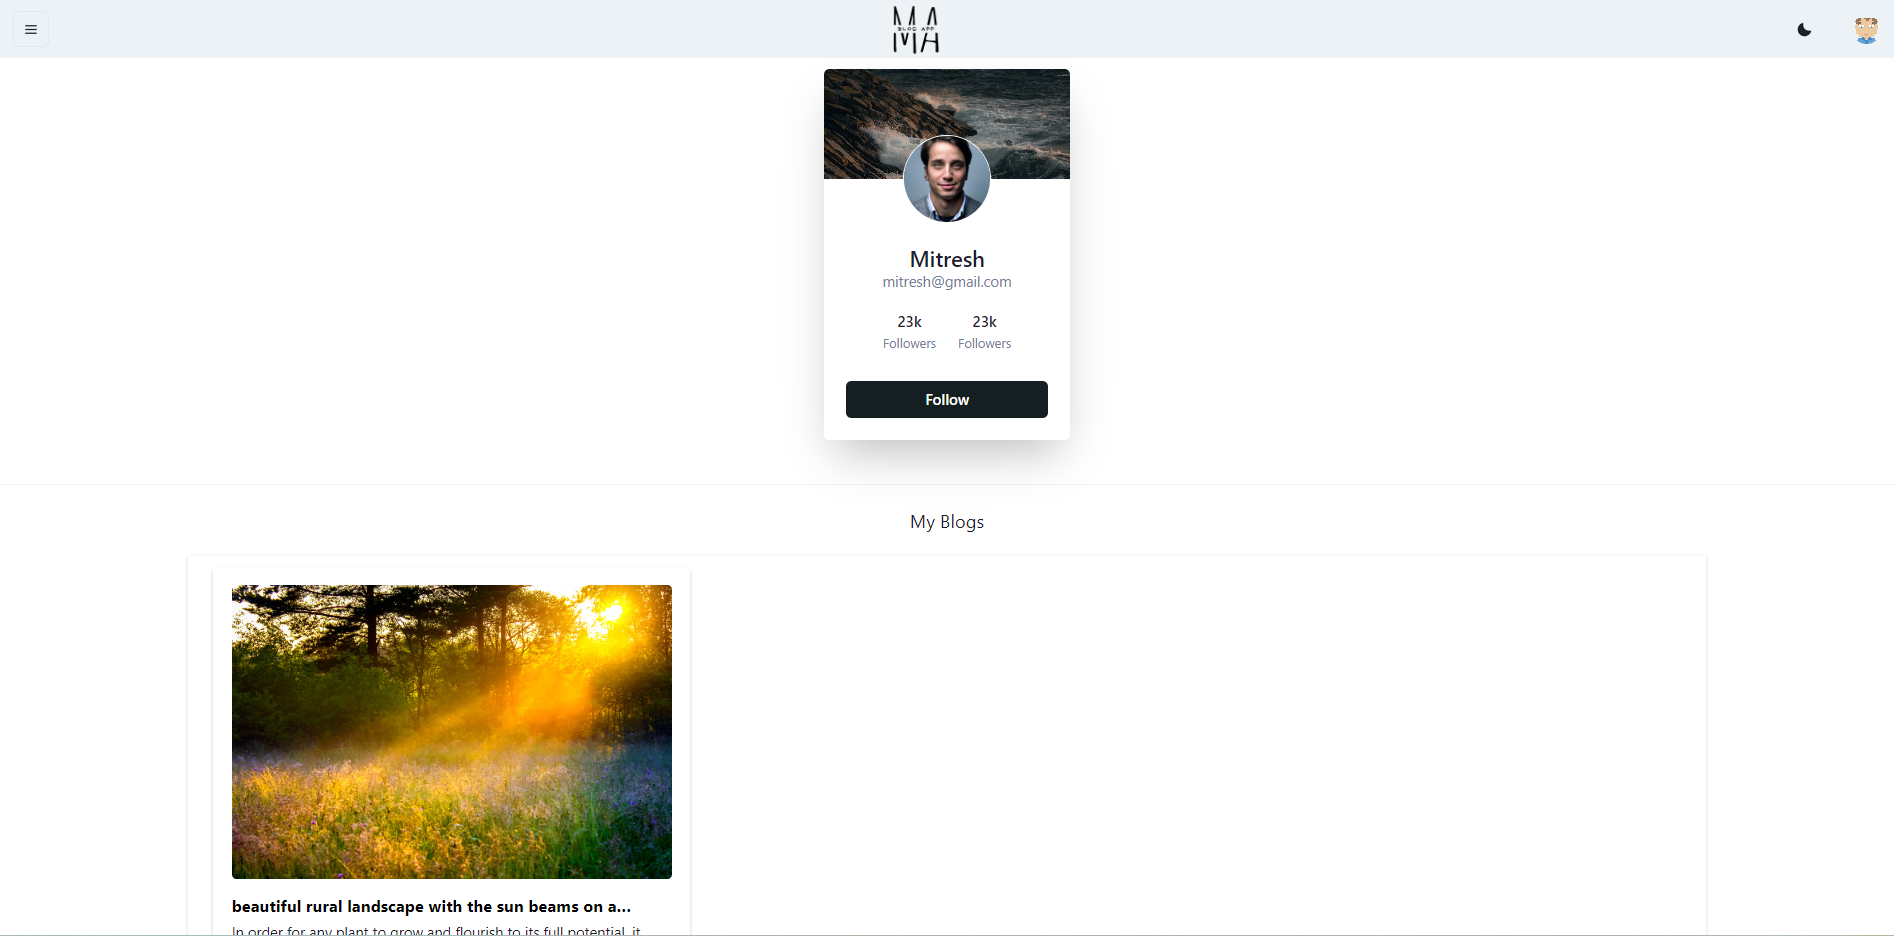 MA
BLOG APP
MA
Mitresh
mitresh@gmail.com
23k 23k
Followers Followers
Follow
My Blogs
beautiful rural landscape with the sun beams on a...
In order for any plant to grow and flourish to its full potential, it